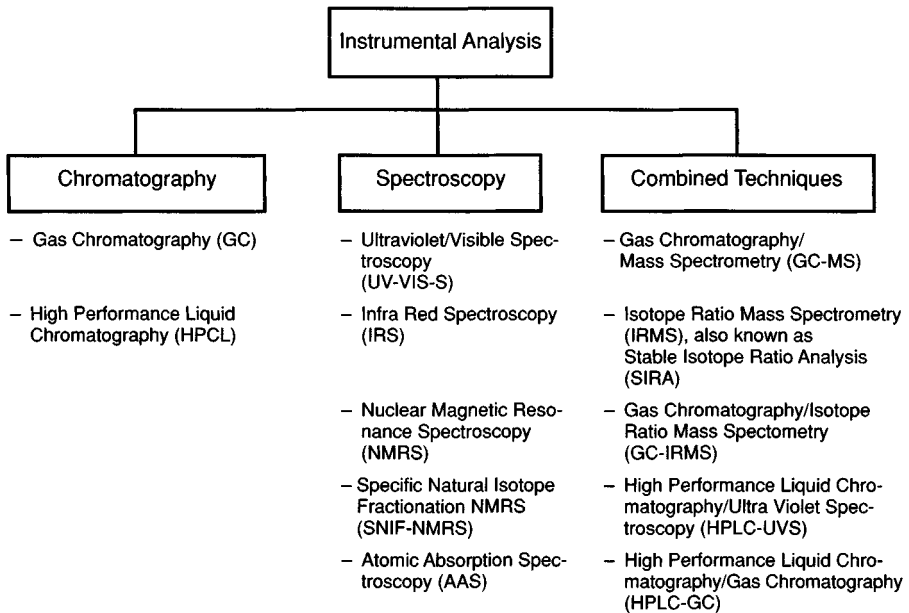 Instrumental Analysis
Chromatography
– Gas Chromatography (GC)
– High Performance Liquid
Chromatography (HPCL)
Spectroscopy
– Ultraviolet/Visible Spec-
troscopy
(UV-VIS-S)
– Infra Red Spectroscopy
(IRS)
– Nuclear Magnetic Reso-
nance Spectroscopy
(NMRS)
– Specific Natural Isotope
Fractionation NMRS
(SNIF-NMRS)
– Atomic Absorption Spec-
troscopy (AAS)
Combined Techniques
– Gas Chromatography/
Mass Spectrometry (GC-MS)
– Isotope Ratio Mass Spectrometry
(IRMS), also known as
Stable Isotope Ratio Analysis
(SIRA)
– Gas Chromatography/Isotope
Ratio Mass Spectometry
(GC-IRMS)
– High Performance Liquid Chro-
matography/Ultra Violet Spec-
troscopy (HPLC-UVS)
– High Performance Liquid Chro-
matography/Gas Chromatography
(HPLC-GC)